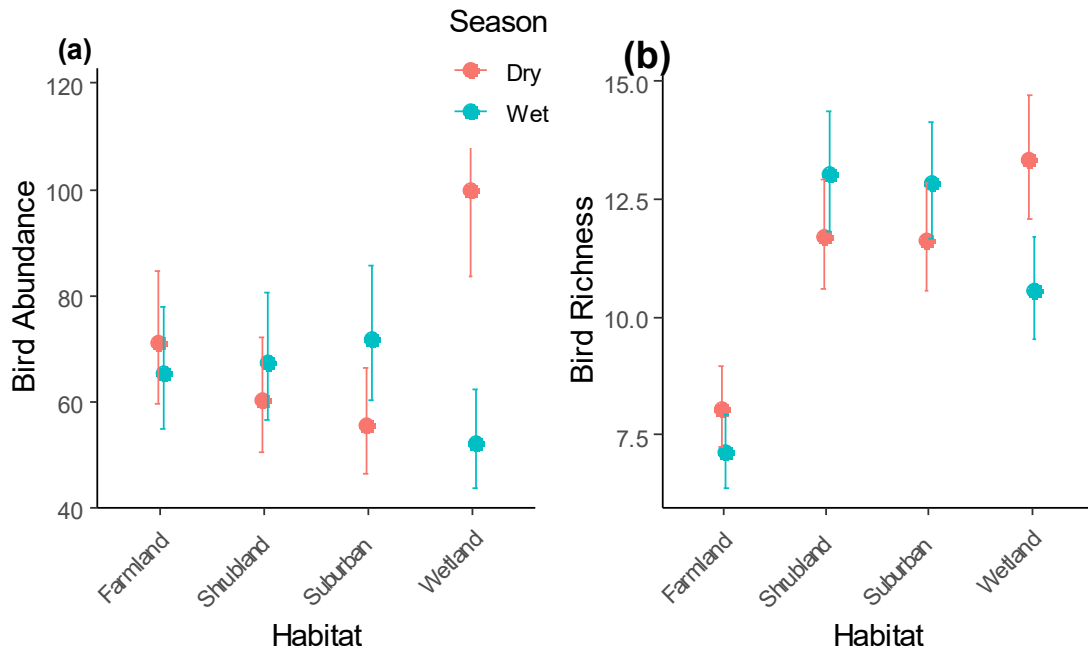 Season
Dry
Wet
(a)
120
100
80
60
40
Bird Abundance
Farmland
Shrubland
Suburban
Wetland
Habitat
(b)
15.0
12.5
10.0
7.5
Bird Richness
Farmland
Shrubland
Suburban
Wetland
Habitat